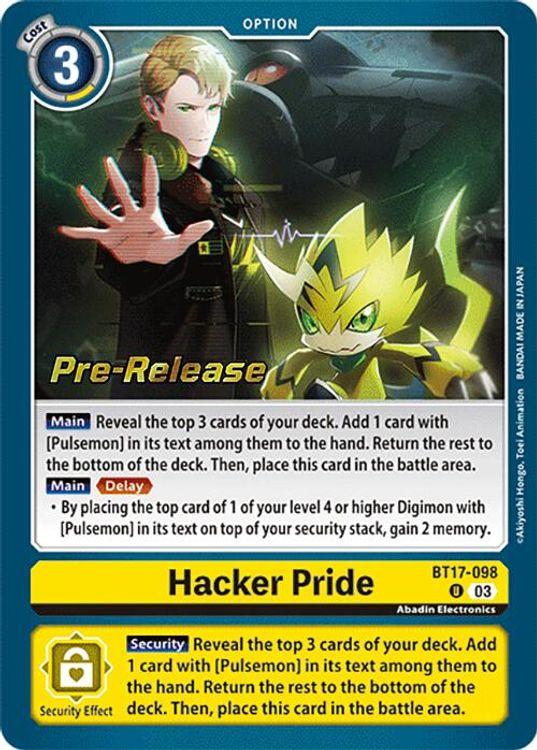 OPTION
Cost
3
Pre-Release
Main Reveal the top 3 cards of your deck. Add 1 card with
[Pulsemon] in its text among them to the hand. Return the rest to
the bottom of the deck. Then, place this card in the battle area.
Main Delay
・By placing the top card of 1 of your level 4 or higher Digimon with
[Pulsemon] in its text on top of your security stack, gain 2 memory.
©Akiyoshi Hongo, Toei Animation BANDAI MADE IN JAPAN
Hacker Pride
BT17-098
U 03
Abadin Electronics
Security Reveal the top 3 cards of your deck. Add
1 card with [Pulsemon] in its text among them to
the hand. Return the rest to the bottom of the
deck. Then, place this card in the battle area.
Security Effect